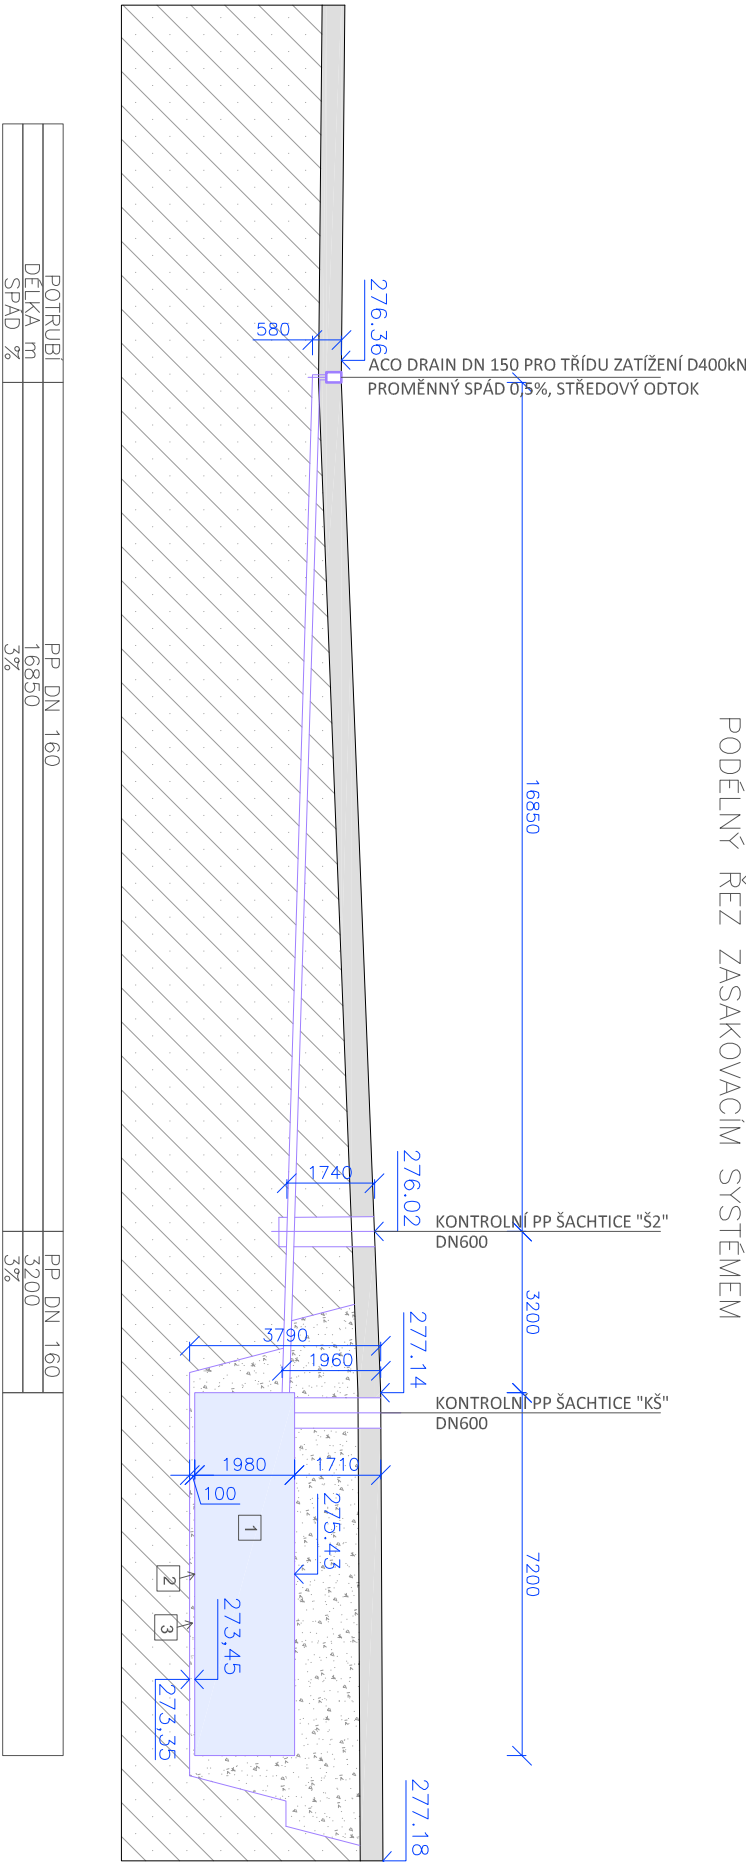 PODÉLNÝ ŘEZ ZASAKOVACÍM SYSTÉMEM
276.36
580
ACO DRAIN DN 150 PRO TŘÍDU ZATÍŽENÍ D400kN
PROMĚNNÝ SPÁD 0,5%, STŘEDOVÝ ODTOK
16850
276.02
1740
KONTROLNÍ PP ŠACHTICE "Š2"
DN600
3200
277.14
3790
1960
KONTROLNÍ PP ŠACHTICE "KŠ"
DN600
1980
1710
100
275.43
7200
1
2
3
273,45
273,35
277.18
POTRUBÍ PP DN 160 PP DN 160
DÉLKA m 16850 3200
SPÁD % 3% 3%